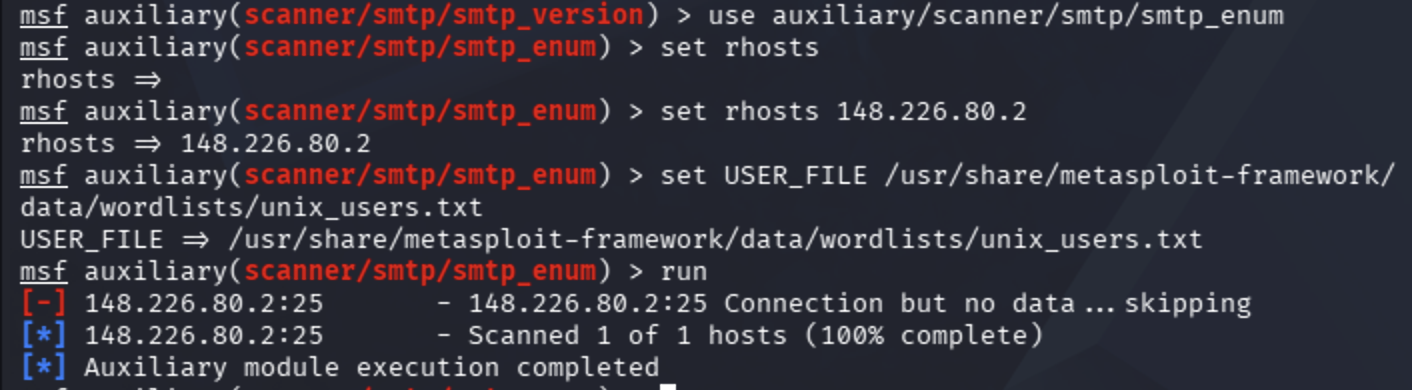 msf auxiliary(scanner/smtp/smtp_version) > use auxiliary/scanner/smtp/smtp_enum
msf auxiliary(scanner/smtp/smtp_enum) > set rhosts
rhosts ⇒
msf auxiliary(scanner/smtp/smtp_enum) > set rhosts 148.226.80.2
rhosts ⇒ 148.226.80.2
msf auxiliary(scanner/smtp/smtp_enum) > set USER_FILE /usr/share/metasploit-framework/
data/wordlists/unix_users.txt
USER_FILE ⇒ /usr/share/metasploit-framework/data/wordlists/unix_users.txt
msf auxiliary(scanner/smtp/smtp_enum) > run
[-] 148.226.80.2:25 - 148.226.80.2:25 Connection but no data...skipping
[*] 148.226.80.2:25 - Scanned 1 of 1 hosts (100% complete)
[*] Auxiliary module execution completed